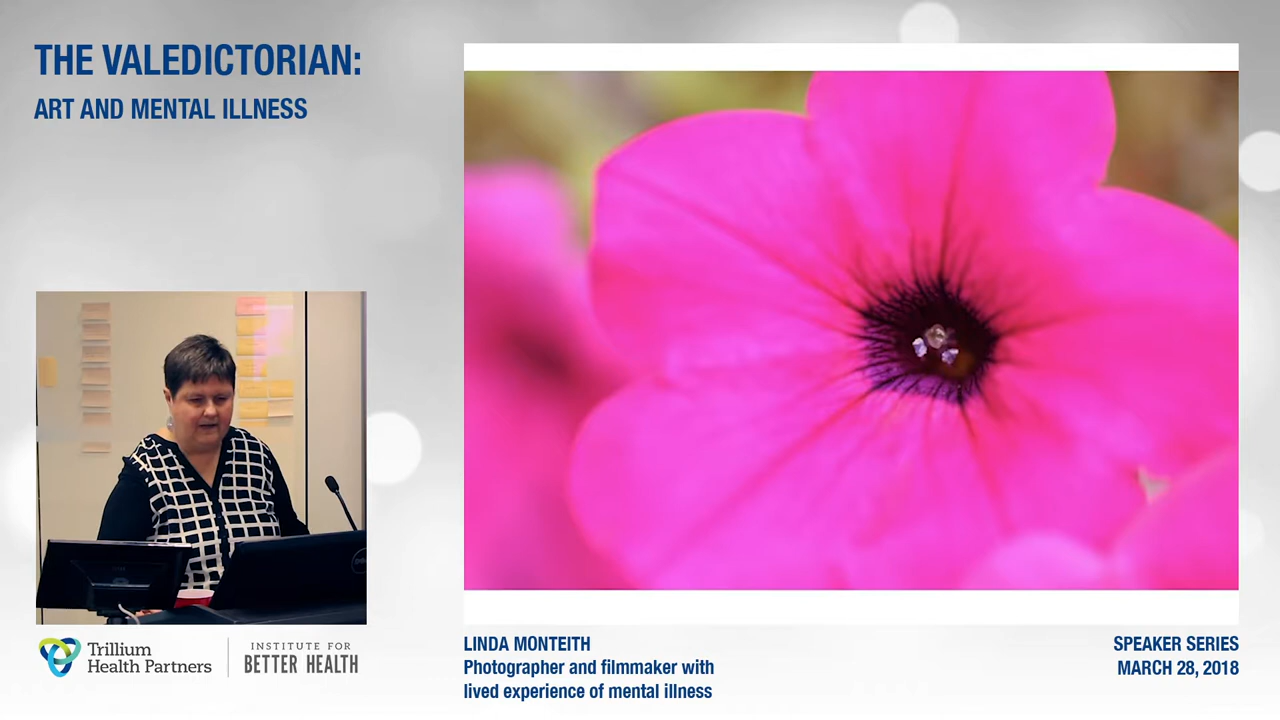 THE VALEDICTORIAN:
ART AND MENTAL ILLNESS
Trillium
Health Partners
INSTITUTE FOR
BETTER HEALTH
LINDA MONTEITH
Photographer and filmmaker with
lived experience of mental illness
SPEAKER SERIES
MARCH 28, 2018